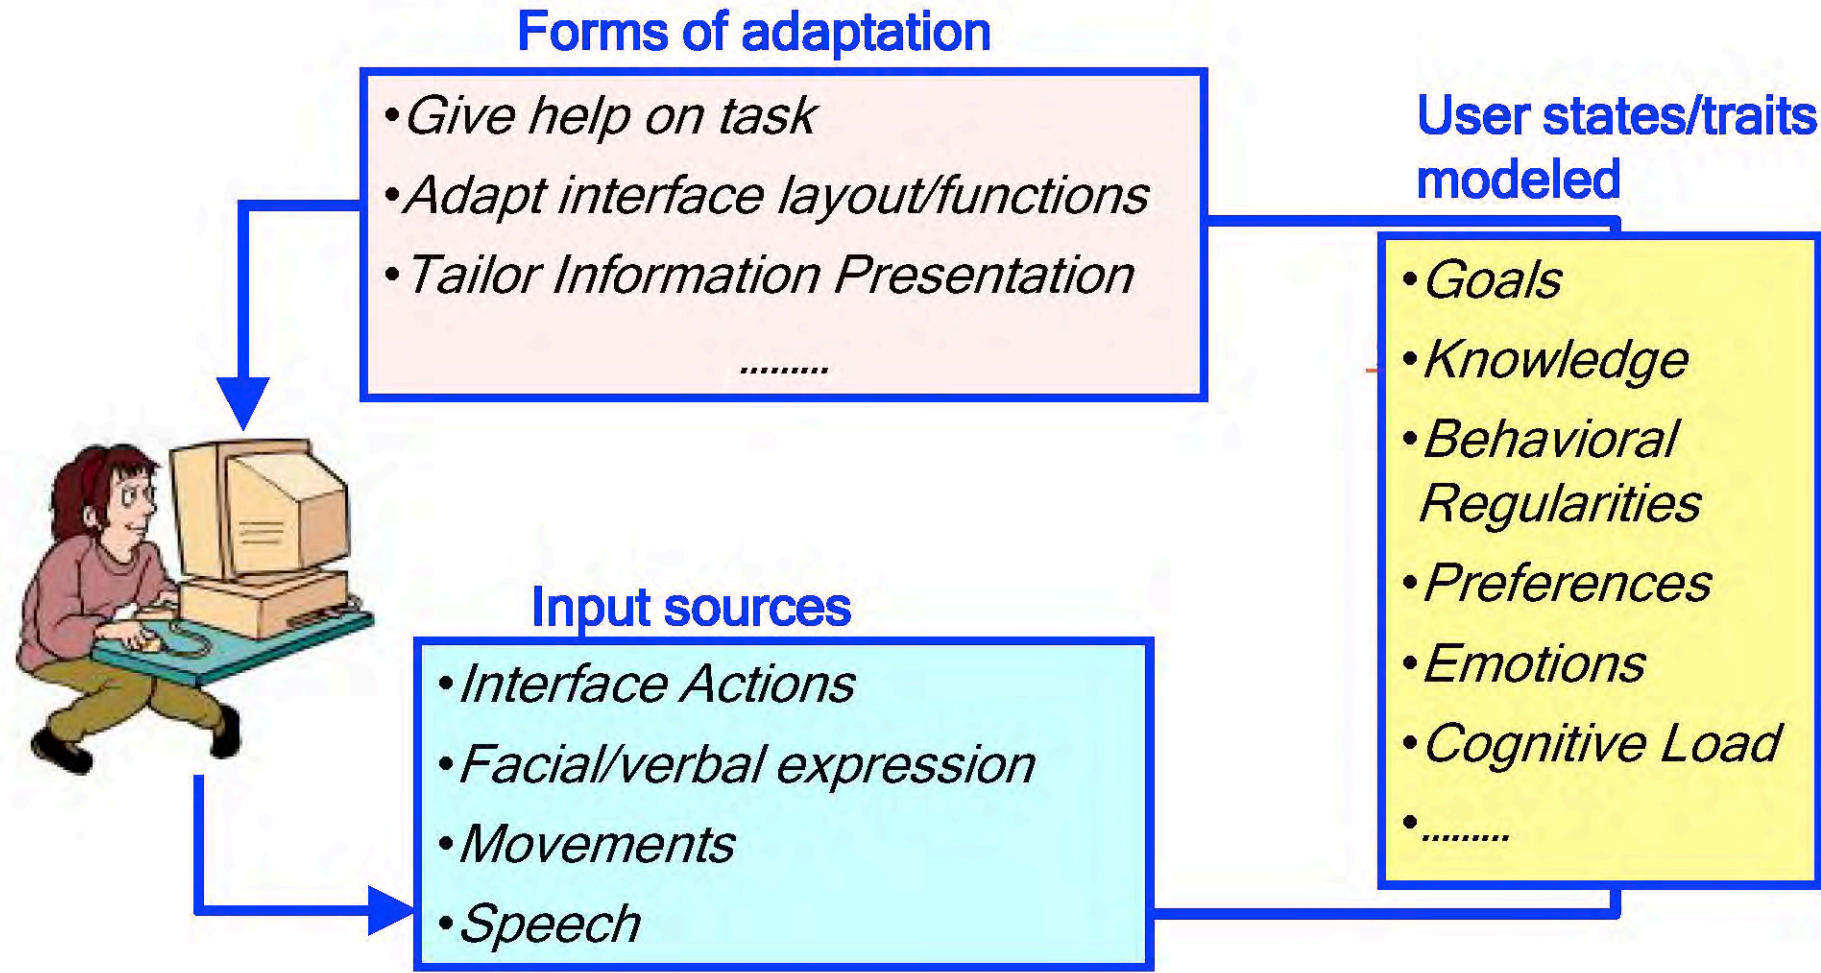 Forms of adaptation
•Give help on task
•Adapt interface layout/functions
•Tailor Information Presentation
.........
User states/traits
modeled
•Goals
•Knowledge
•Behavioral
Regularities
•Preferences
•Emotions
•Cognitive Load
•.........
Input sources
•Interface Actions
•Facial/verbal expression
•Movements
•Speech